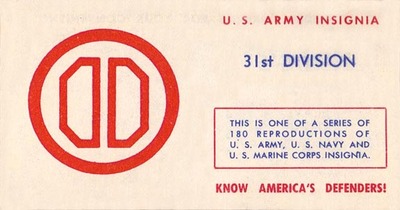 U. S. ARMY INSIGNIA
31st DIVISION
THIS IS ONE OF A SERIES OF
180 REPRODUCTIONS OF
U. S. ARMY, U. S. NAVY AND
U. S. MARINE CORPS INSIGNIA.
KNOW AMERICA'S DEFENDERS!